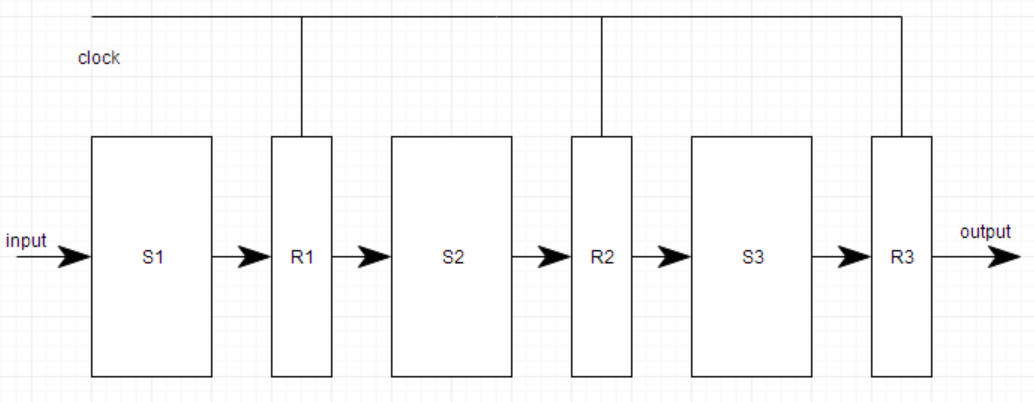 clock
input
S1
R1
S2
R2
S3
R3
output